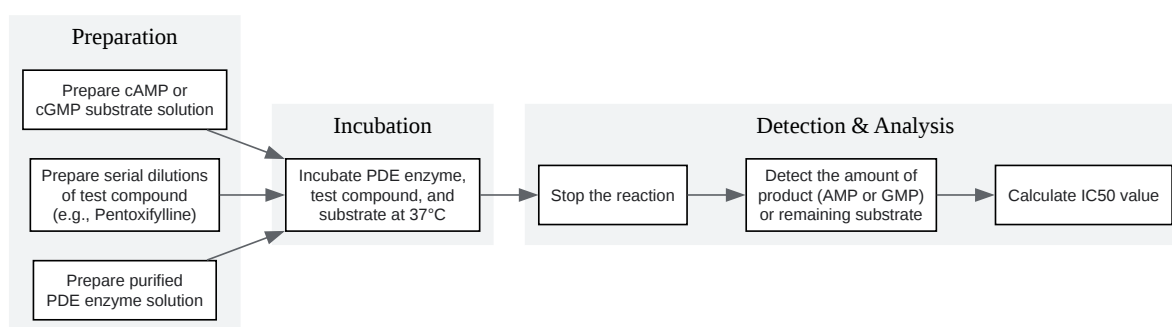 Preparation
Prepare cAMP or
cGMP substrate solution
Prepare serial dilutions
of test compound
(e.g., Pentoxifylline)
Prepare purified
PDE enzyme solution
Incubation
Incubate PDE enzyme,
test compound, and
substrate at 37°C
Detection & Analysis
Stop the reaction
Detect the amount of
product (AMP or GMP)
or remaining substrate
Calculate IC50 value